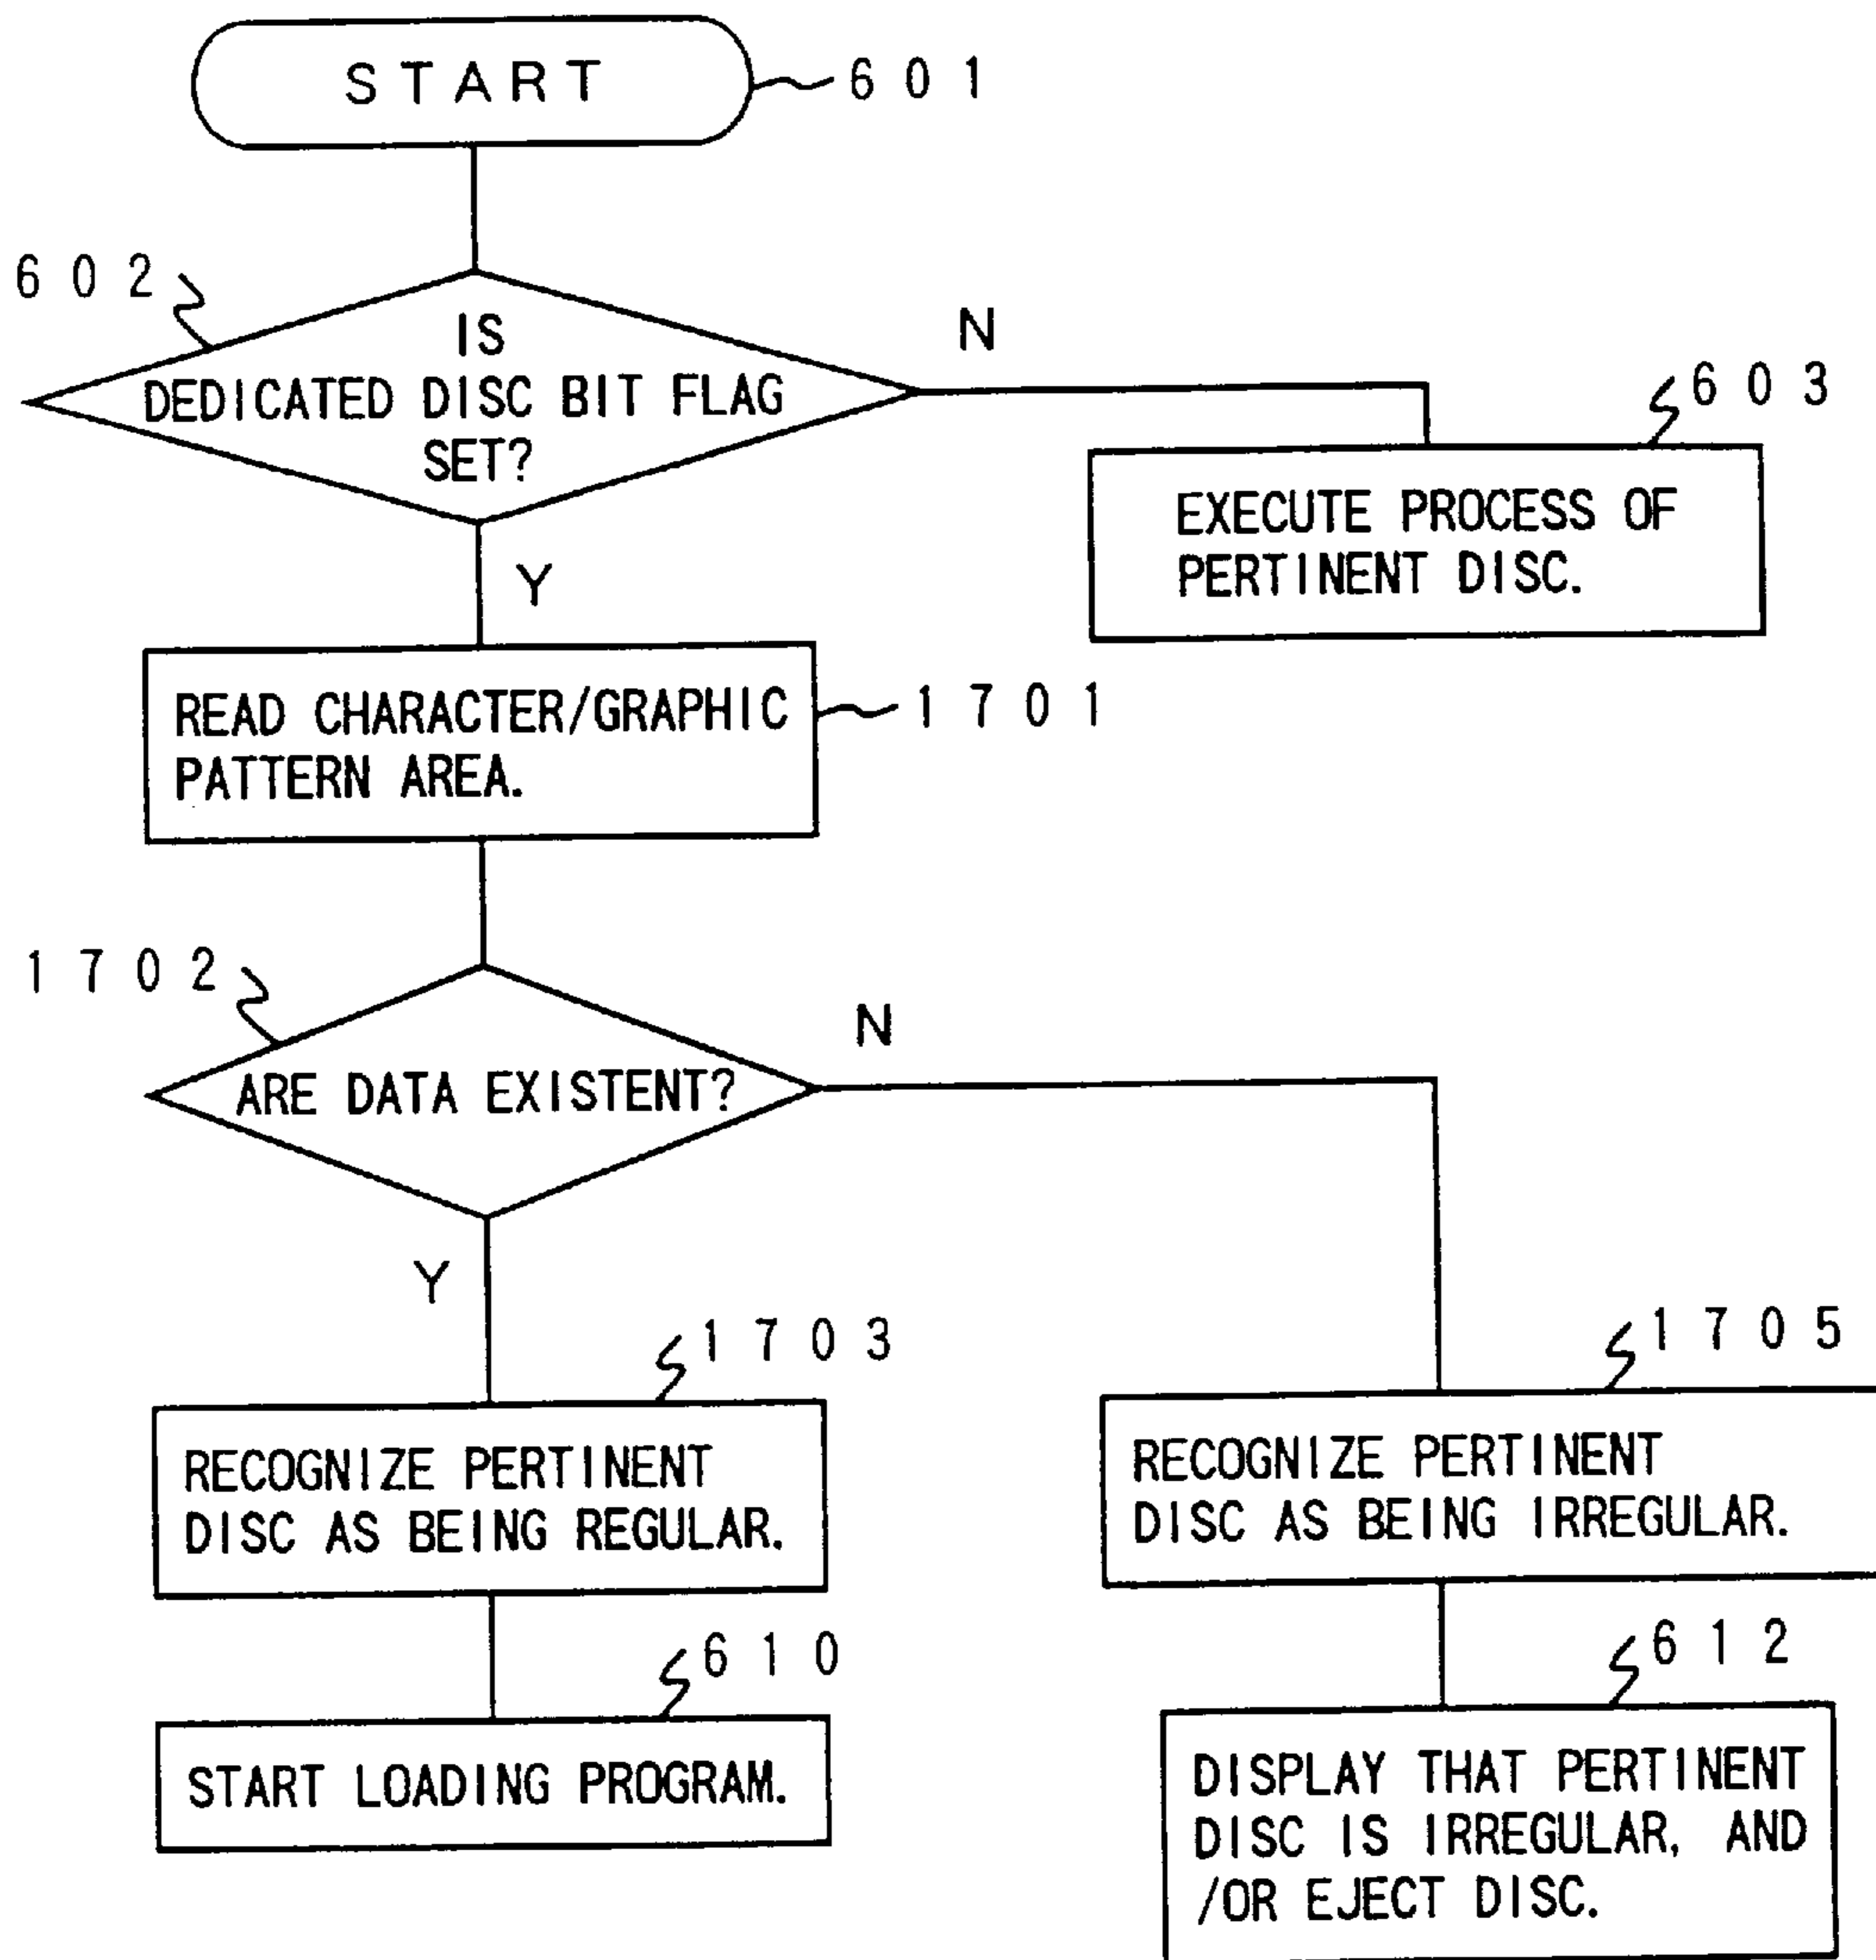 START
601
602
IS
DEDICATED DISC BIT FLAG
SET?
N
603
EXECUTE PROCESS OF
PERTINENT DISC.
Y
READ CHARACTER/GRAPHIC
PATTERN AREA.
1701
1702
ARE DATA EXISTENT?
N
Y
1703
RECOGNIZE PERTINENT
DISC AS BEING REGULAR.
1705
RECOGNIZE PERTINENT
DISC AS BEING IRREGULAR.
610
START LOADING PROGRAM.
612
DISPLAY THAT PERTINENT
DISC IS IRREGULAR, AND
/OR EJECT DISC.